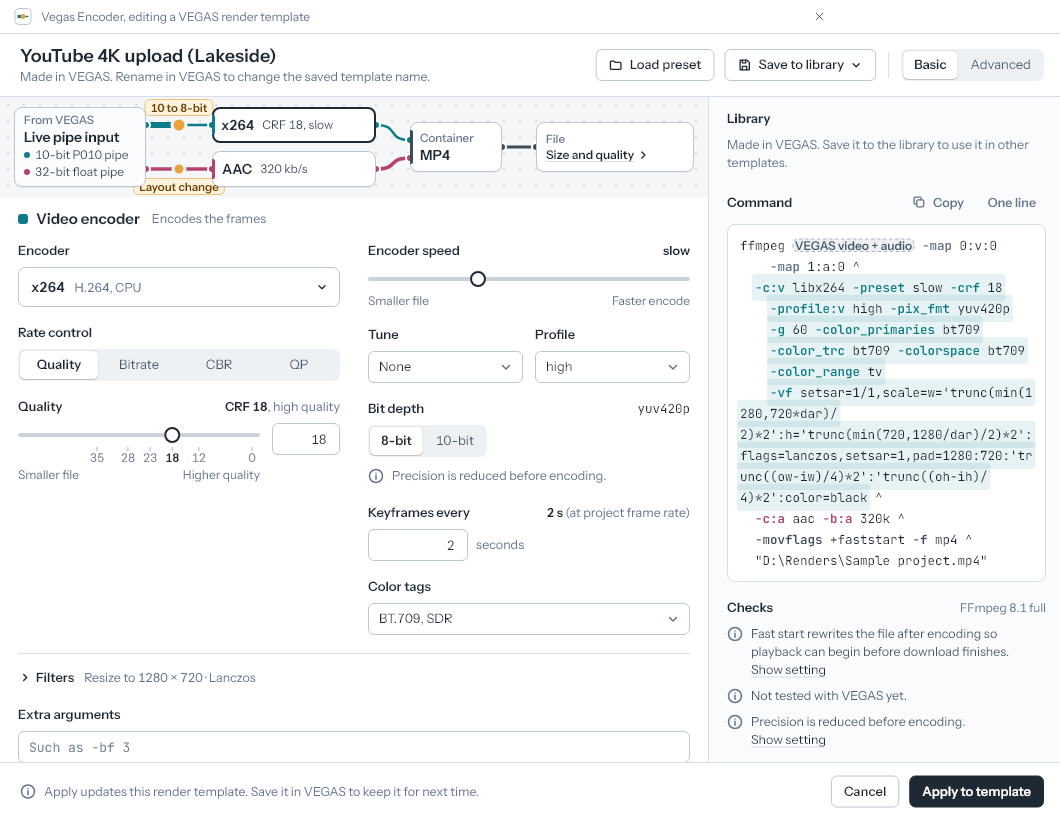 Vegas Encoder, editing a VEGAS render template
YouTube 4K upload (Lakeside)
Made in VEGAS. Rename in VEGAS to change the saved template name.
Load preset
Save to library
Basic
Advanced
From VEGAS
Live pipe input
10-bit P010 pipe
32-bit float pipe
10 to 8-bit
Layout change
x264 CRF 18, slow
AAC 320 kb/s
Container
MP4
File
Size and quality
Video encoder Encodes the frames
Encoder
x264 H.264, CPU
Rate control
Quality
Bitrate
CBR
QP
Quality
CRF 18, high quality
18
35 28 23 18 12 0
Smaller file
Higher quality
Encoder speed
slow
Smaller file
Faster encode
Tune
None
Profile
high
Bit depth
yuv420p
8-bit
10-bit
Precision is reduced before encoding.
Keyframes every
2 s (at project frame rate)
2
seconds
Color tags
BT.709, SDR
Filters Resize to 1280 × 720 · Lanczos
Extra arguments
Such as -bf 3
Library
Made in VEGAS. Save it to the library to use it in other
templates.
Command
Copy
One line
ffmpeg VEGAS video + audio -map 0:v:0
-map 1:a:0 ^
-c:v libx264 -preset slow -crf 18
-profile:v high -pix_fmt yuv420p
-g 60 -color_primaries bt709
-color_trc bt709 -colorspace bt709
-color_range tv
-vf setsar=1/1,scale=w='trunc(min(1
280,720*dar)/
2)*2':h='trunc(min(720,1280/dar)/2)*2':
flags=lanczos,setsar=1,pad=1280:720:'tr
unc((ow-iw)/4)*2':'trunc((oh-ih)/
4)*2':color=black ^
-c:a aac -b:a 320k ^
-movflags +faststart -f mp4 ^
"D:\Renders\Sample project.mp4"
Checks
FFmpeg 8.1 full
Fast start rewrites the file after encoding so
playback can begin before download finishes.
Show setting
Not tested with VEGAS yet.
Precision is reduced before encoding.
Show setting
Apply updates this render template. Save it in VEGAS to keep it for next time.
Cancel
Apply to template